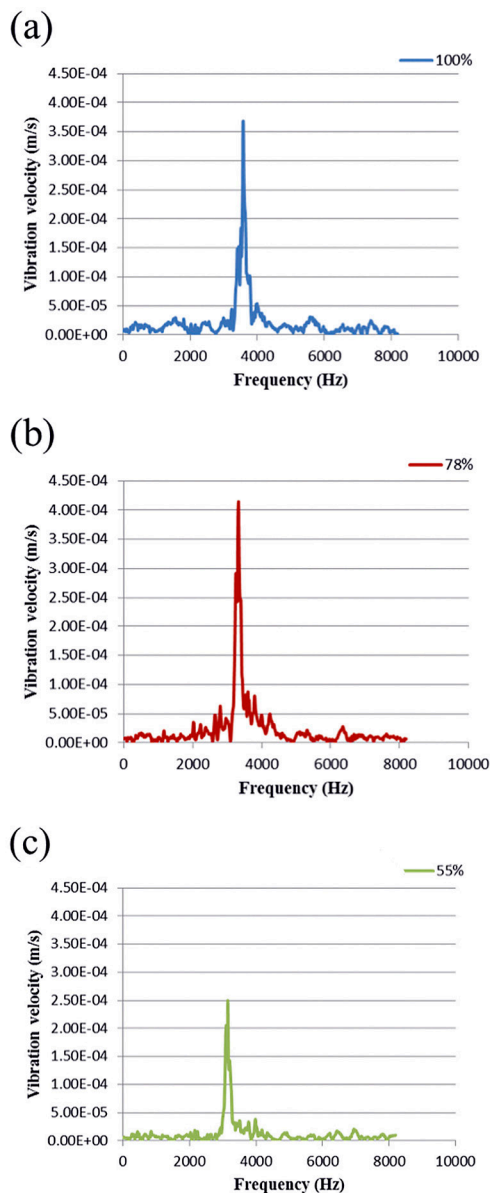 (a)
100%
4.50E-04
4.00E-04
3.50E-04
3.00E-04
2.50E-04
2.00E-04
1.50E-04
1.00E-04
5.00E-05
0.00E+00
Vibration velocity (m/s)
0 2000 4000 6000 8000 10000
Frequency (Hz)
(b)
78%
4.50E-04
4.00E-04
3.50E-04
3.00E-04
2.50E-04
2.00E-04
1.50E-04
1.00E-04
5.00E-05
0.00E+00
Vibration velocity (m/s)
0 2000 4000 6000 8000 10000
Frequency (Hz)
(c)
55%
4.50E-04
4.00E-04
3.50E-04
3.00E-04
2.50E-04
2.00E-04
1.50E-04
1.00E-04
5.00E-05
0.00E+00
Vibration velocity (m/s)
0 2000 4000 6000 8000 10000
Frequency (Hz)